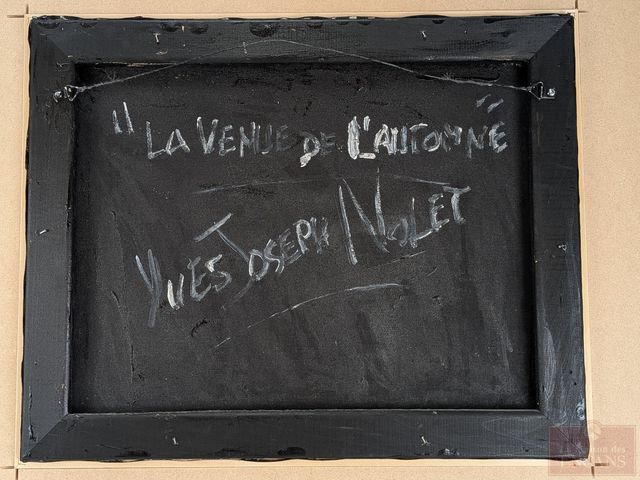 "LA VENUE DE L'AUTOMNE"
YVES JOSEPH NOLET